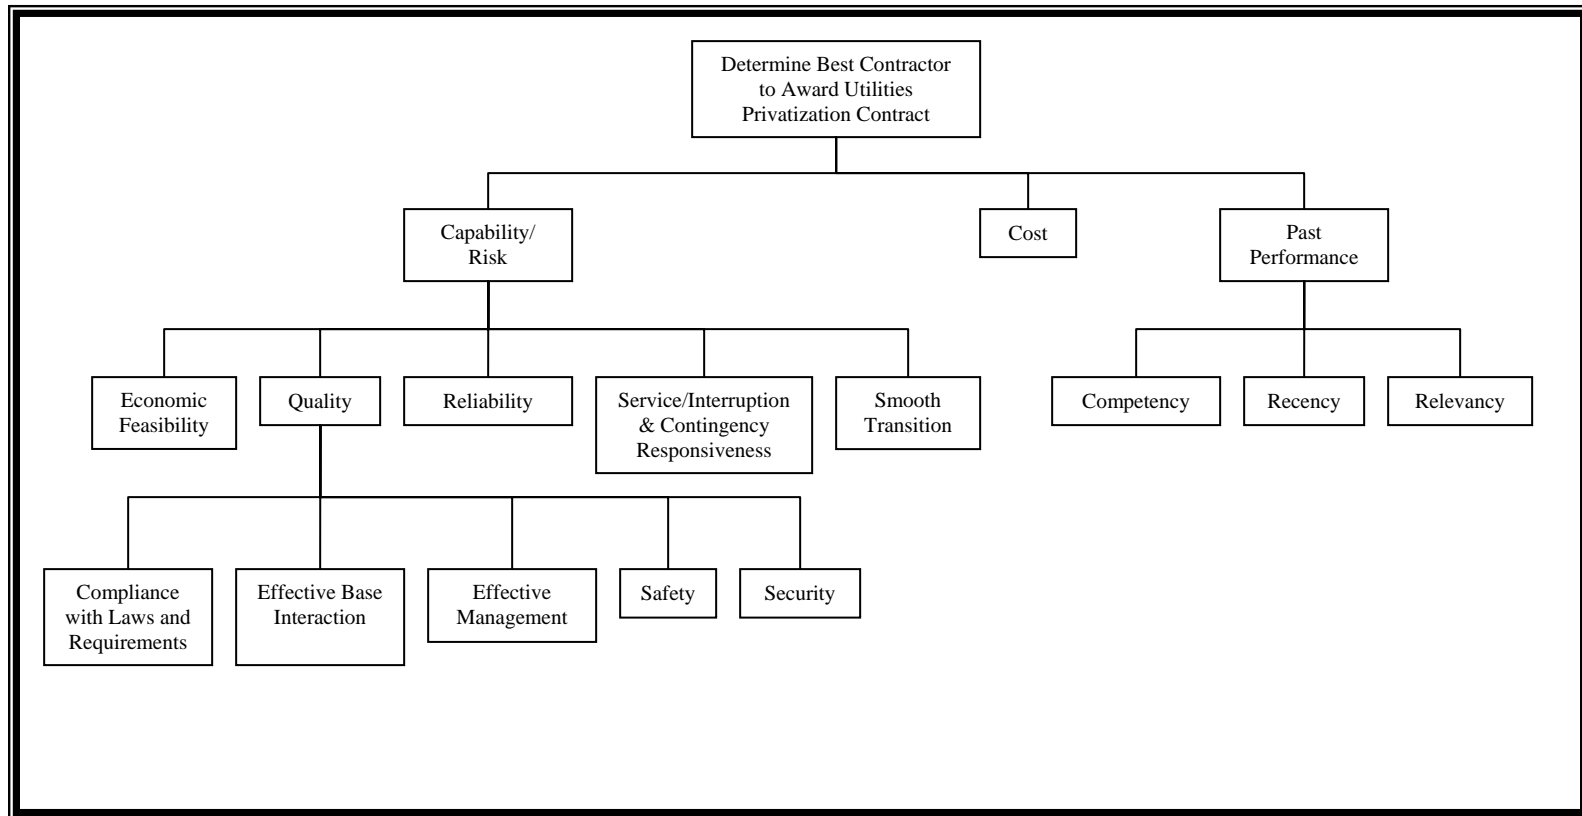 Determine Best Contractor
to Award Utilities
Privatization Contract
Capability/
Risk
Cost
Past
Performance
Economic
Feasibility
Quality
Reliability
Service/Interruption
& Contingency
Responsiveness
Smooth
Transition
Competency
Recency
Relevancy
Compliance
with Laws and
Requirements
Effective Base
Interaction
Effective
Management
Safety
Security